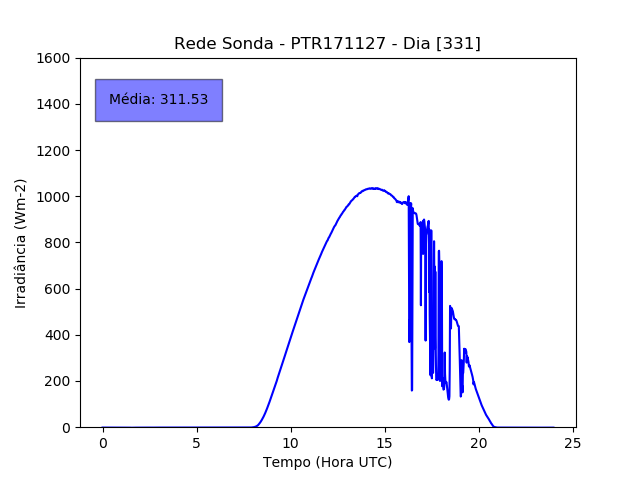 Rede Sonda - PTR171127 - Dia [331]
1600
1400
1200
1000
800
600
400
200
0
Média: 311.53
Irradiância (Wm-2)
0 5 10 15 20 25
Tempo (Hora UTC)